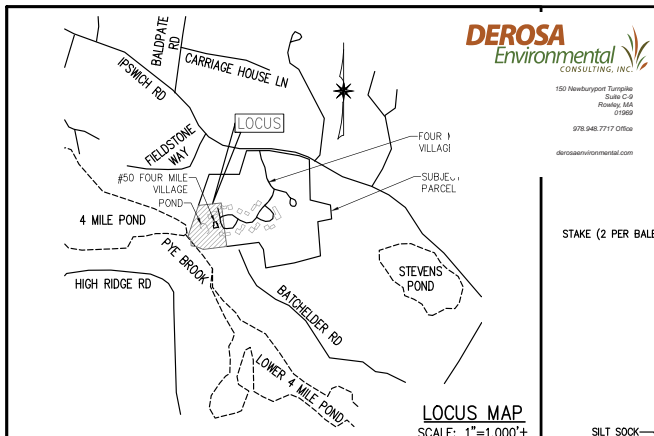 BALDPATE
RD
CARRIAGE HOUSE LN
IPSWICH RD
LOCUS
FIELDSTONE
WAY
FOUR
VILLAG
SUBJEC
PARCEL
#50 FOUR MILE
VILLAGE
POND
4 MILE POND
PYE BROOK
HIGH RIDGE RD
BATCHELDER RD
STEVENS
POND
LOWER 4 MILE POND
LOCUS MAP
SCALE: 1"=1,000'±
DEROSA
Environmental
CONSULTING, INC.
150 Newburyport Turnpike
Suite C-9
Rowley, MA
01969
978.948.7717 Office
derosaenvironmental.com
STAKE (2 PER BALE
SILT SOCK